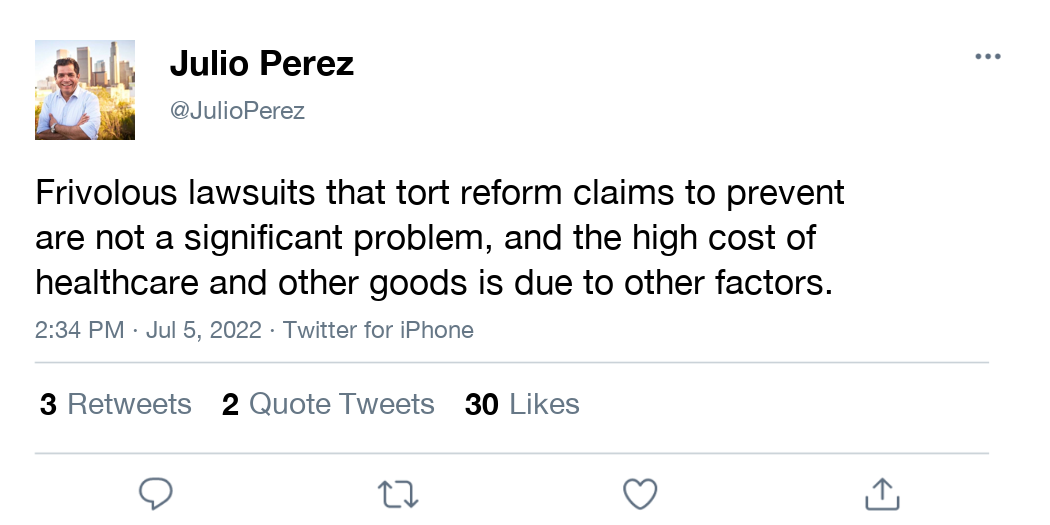 Julio Perez
@JulioPerez
Frivolous lawsuits that tort reform claims to prevent
are not a significant problem, and the high cost of
healthcare and other goods is due to other factors.
2:34 PM · Jul 5, 2022 · Twitter for iPhone
3 Retweets 2 Quote Tweets 30 Likes